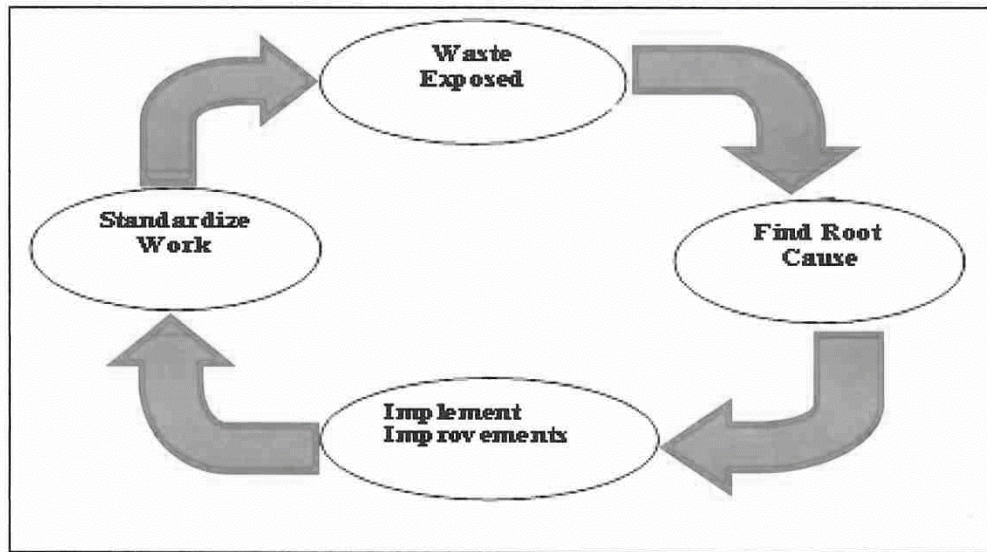 Waste
Exposed
Find Root
Cause
Implement
Improvements
Standardize
Work